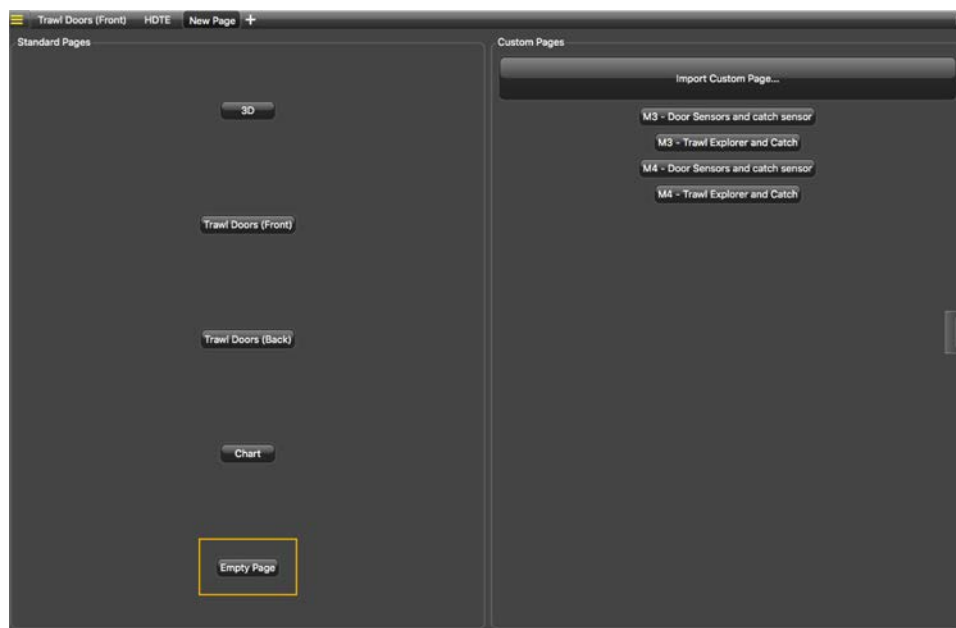 Trawl Doors (Front) HDTE New Page +
Standard Pages
3D
Trawl Doors (Front)
Trawl Doors (Back)
Chart
Empty Page
Custom Pages
Import Custom Page...
M3 - Door Sensors and catch sensor
M3 - Trawl Explorer and Catch
M4 - Door Sensors and catch sensor
M4 - Trawl Explorer and Catch